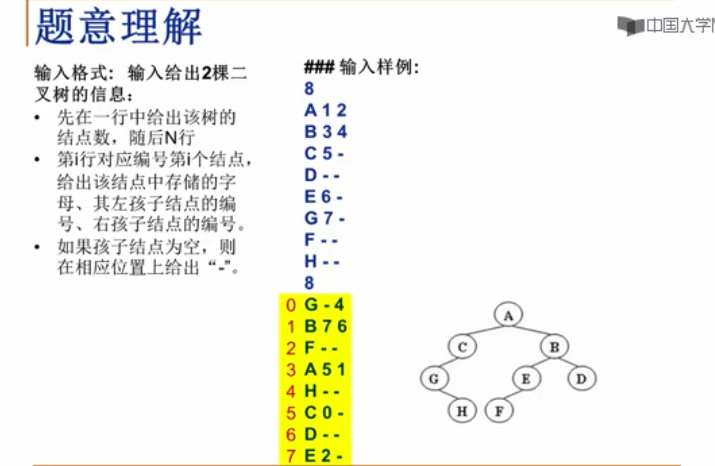 题意理解
中国大学
输入格式：输入给出2棵二
叉树的信息：
• 先在一行中给出该树的
结点数，随后N行
• 第i行对应编号第i个结点，
给出该结点中存储的字
母、其左孩子结点的编
号、右孩子结点的编号。
• 如果孩子结点为空，则
在相应位置上给出“-”。
### 输入样例：
8
A 1 2
B 3 4
C 5 -
D - -
E 6 -
G 7 -
F - -
H - -
8
0 G - 4
1 B 7 6
2 F - -
3 A 5 1
4 H - -
5 C 0 -
6 D - -
7 E 2 -
A
C B
G E D
H F